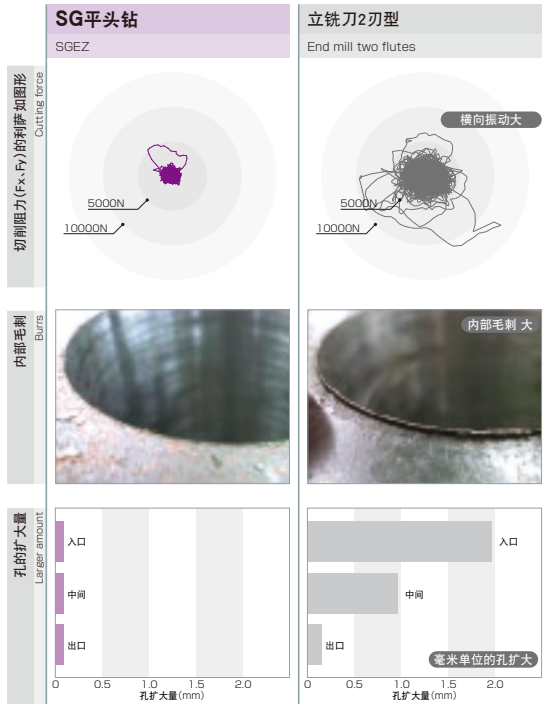 SG平头钻
SGEZ
立铣刀2刃型
End mill two flutes
切削阻力(Fx、Fy)的利萨如图形
Cutting force
5000N
10000N
横向振动大
5000N
10000N
内部毛刺
Burrs
内部毛刺 大
孔的扩大量
Larger amount
入口
中间
出口
0 0.5 1.0 1.5 2.0
孔扩大量(mm)
入口
中间
出口
毫米单位的孔扩大
0 0.5 1.0 1.5 2.0
孔扩大量(mm)